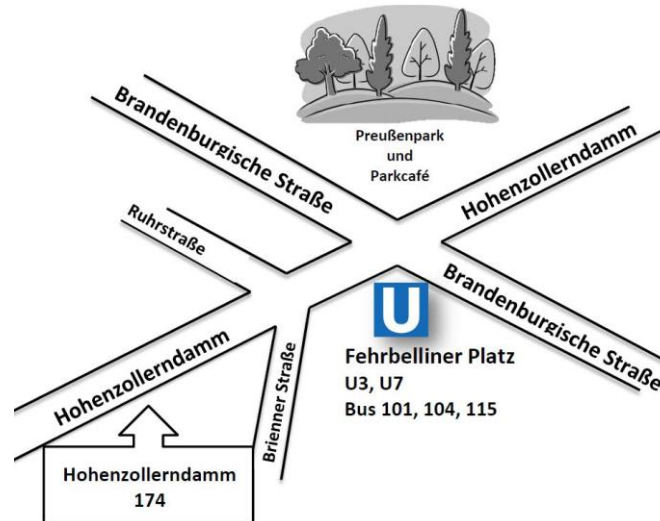 Preußenpark
und
Parkcafé
Brandenburgische Straße
Hohenzollerndamm
Ruhrstraße
Brandenburgische Straße
U
Fehrbelliner Platz
U3, U7
Bus 101, 104, 115
Hohenzollerndamm
Brienner Straße
Hohenzollerndamm
174